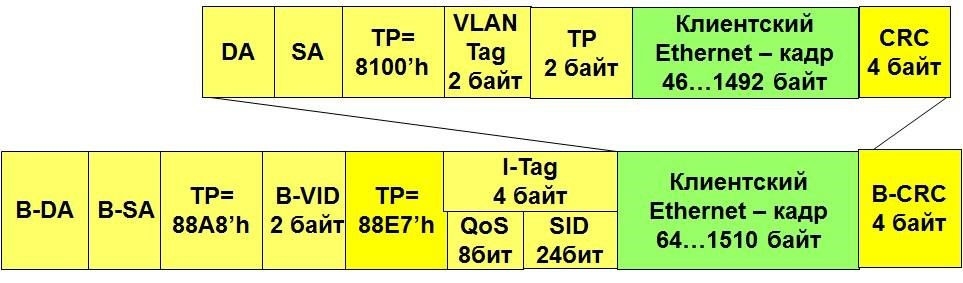 DA
SA
TP=
8100’h
VLAN
Tag
2 байт
TP
2 байт
Клиентский
Ethernet – кадр
46…1492 байт
CRC
4 байт
B-DA
B-SA
TP=
88A8’h
B-VID
2 байт
TP=
88E7’h
I-Tag
4 байт
QoS
8бит
SID
24бит
Клиентский
Ethernet – кадр
64…1510 байт
B-CRC
4 байт